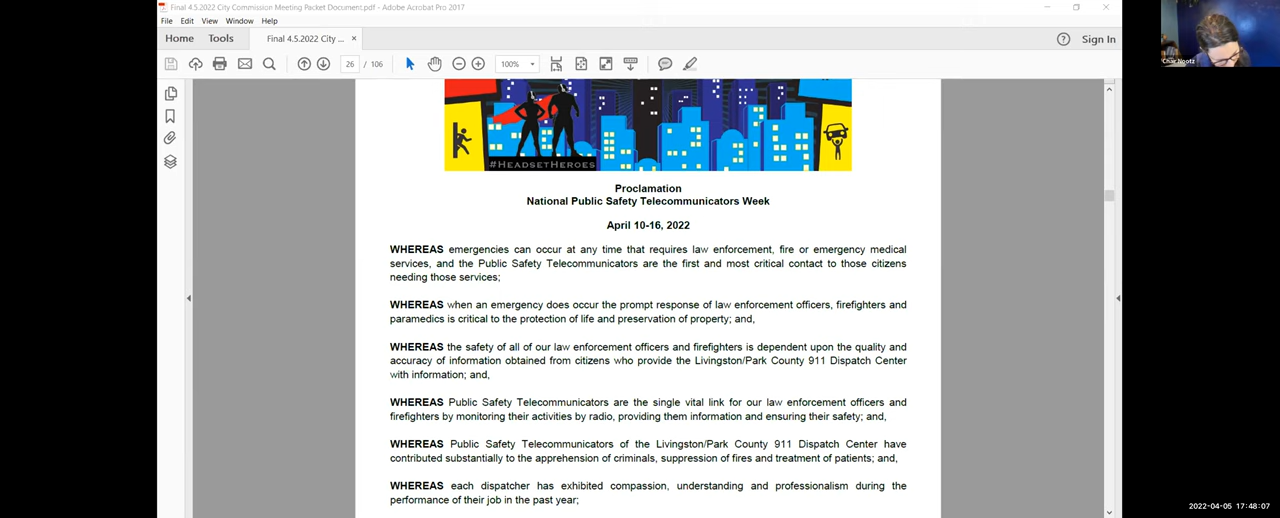 Final 4.5.2022 City Commission Meeting Packet Document.pdf - Adobe Acrobat Pro 2017
File Edit View Window Help
Home Tools Final 4.5.2022 City ... × Sign In
26 / 106 100%
#HEADSETHEROES
Proclamation
National Public Safety Telecommunicators Week
April 10-16, 2022
WHEREAS emergencies can occur at any time that requires law enforcement, fire or emergency medical
services, and the Public Safety Telecommunicators are the first and most critical contact to those citizens
needing those services;
WHEREAS when an emergency does occur the prompt response of law enforcement officers, firefighters and
paramedics is critical to the protection of life and preservation of property; and,
WHEREAS the safety of all of our law enforcement officers and firefighters is dependent upon the quality and
accuracy of information obtained from citizens who provide the Livingston/Park County 911 Dispatch Center
with information; and,
WHEREAS Public Safety Telecommunicators are the single vital link for our law enforcement officers and
firefighters by monitoring their activities by radio, providing them information and ensuring their safety; and,
WHEREAS Public Safety Telecommunicators of the Livingston/Park County 911 Dispatch Center have
contributed substantially to the apprehension of criminals, suppression of fires and treatment of patients; and,
WHEREAS each dispatcher has exhibited compassion, understanding and professionalism during the
performance of their job in the past year;
Chair Nootz
2022-04-05 17:48:07